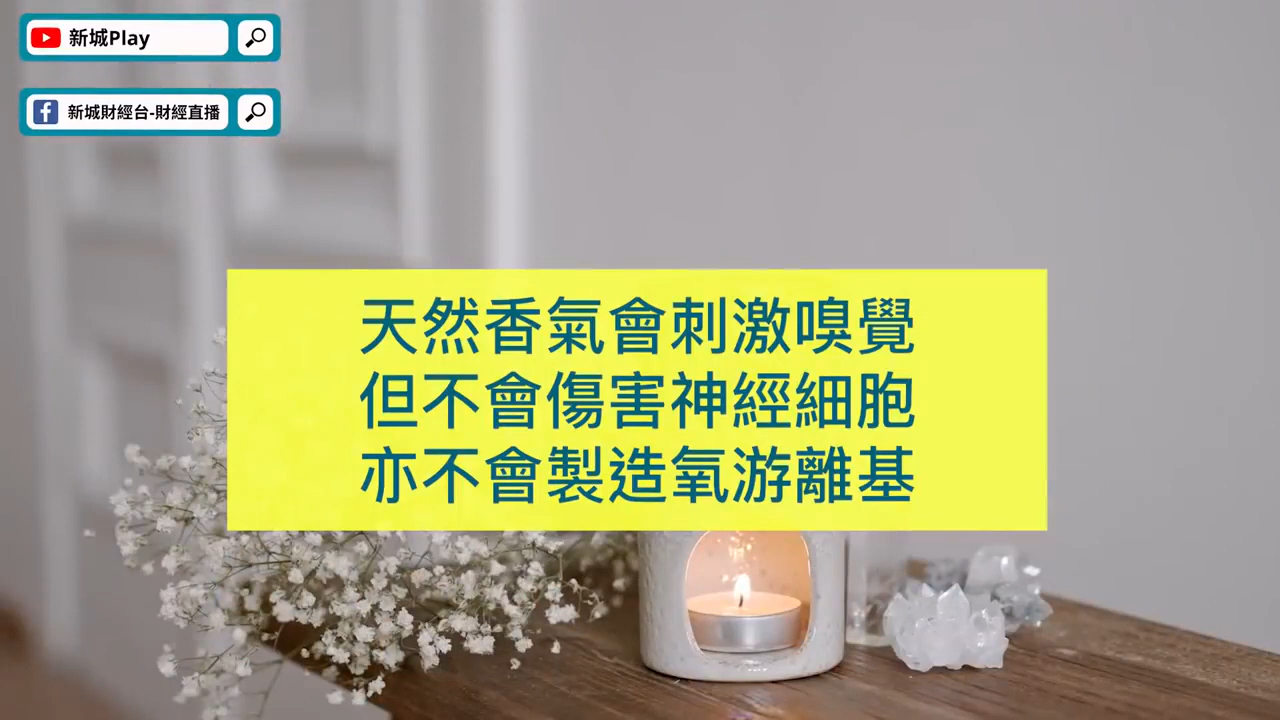 新城Play
新城財經台-財經直播
天然香氣會刺激嗅覺
但不會傷害神經細胞
亦不會製造氧游離基